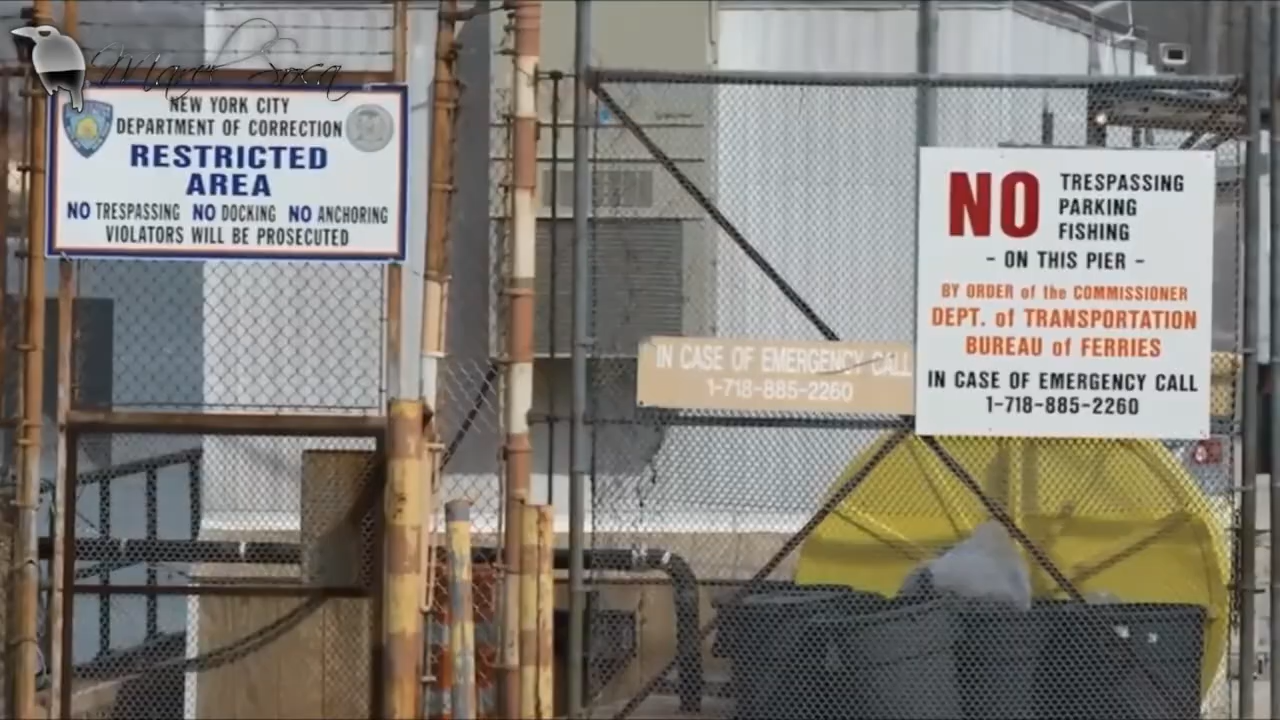 Marek Sosa
NEW YORK CITY
DEPARTMENT OF CORRECTION
RESTRICTED
AREA
NO TRESPASSING NO DOCKING NO ANCHORING
VIOLATORS WILL BE PROSECUTED
IN CASE OF EMERGENCY CALL
1-718-885-2260
NO TRESPASSING
PARKING
FISHING
- ON THIS PIER -
BY ORDER of the COMMISSIONER
DEPT. of TRANSPORTATION
BUREAU of FERRIES
IN CASE OF EMERGENCY CALL
1-718-885-2260